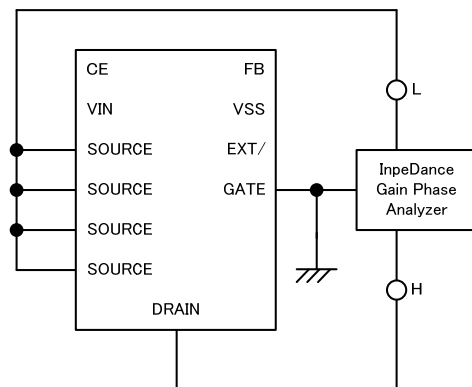 CE
FB
L
VIN
VSS
SOURCE
EXT/
InpeDance
Gain Phase
Analyzer
SOURCE
GATE
SOURCE
SOURCE
H
DRAIN